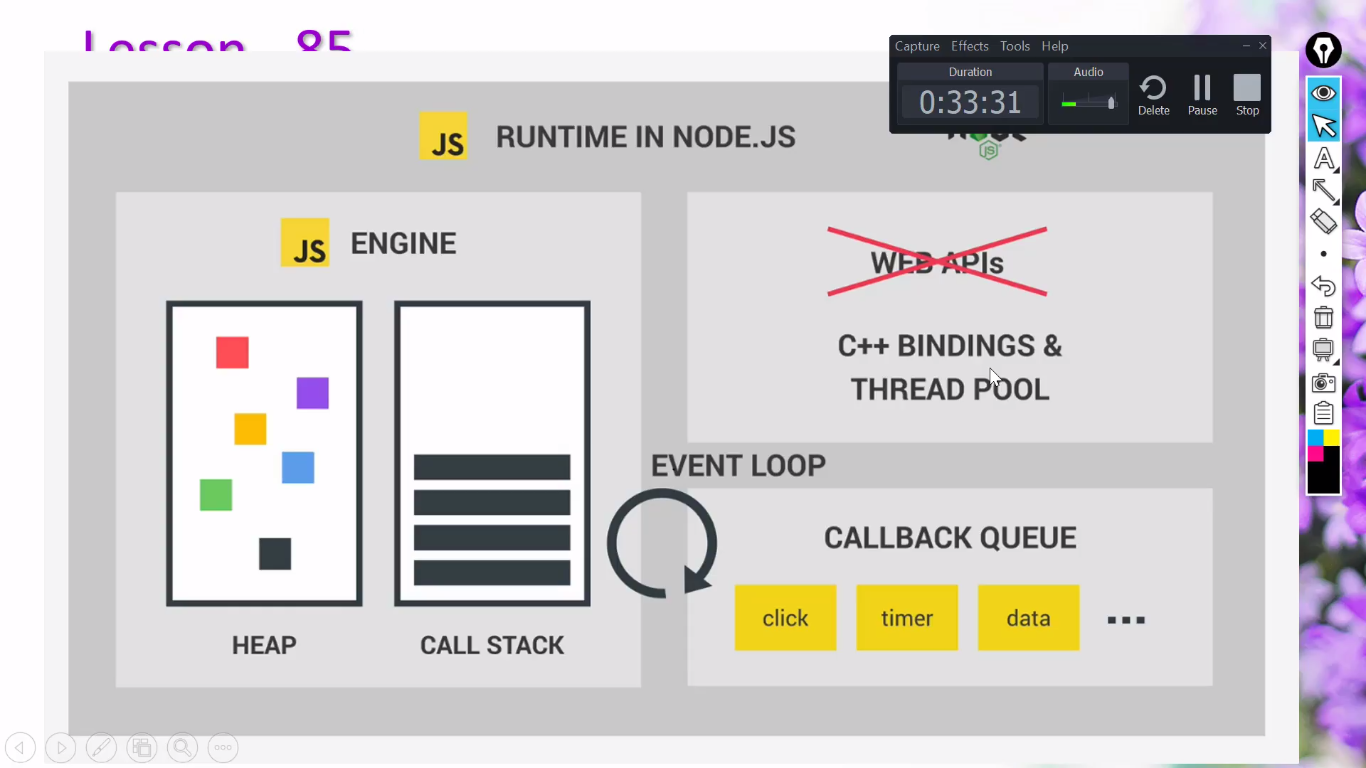 Lesson - 85
Capture Effects Tools Help
Duration
Audio
0:33:31
Delete
Pause
Stop
JS
RUNTIME IN NODE.JS
JS
JS
ENGINE
WEB APIs
C++ BINDINGS &
THREAD POOL
EVENT LOOP
CALLBACK QUEUE
click
timer
data
...
HEAP
CALL STACK
A